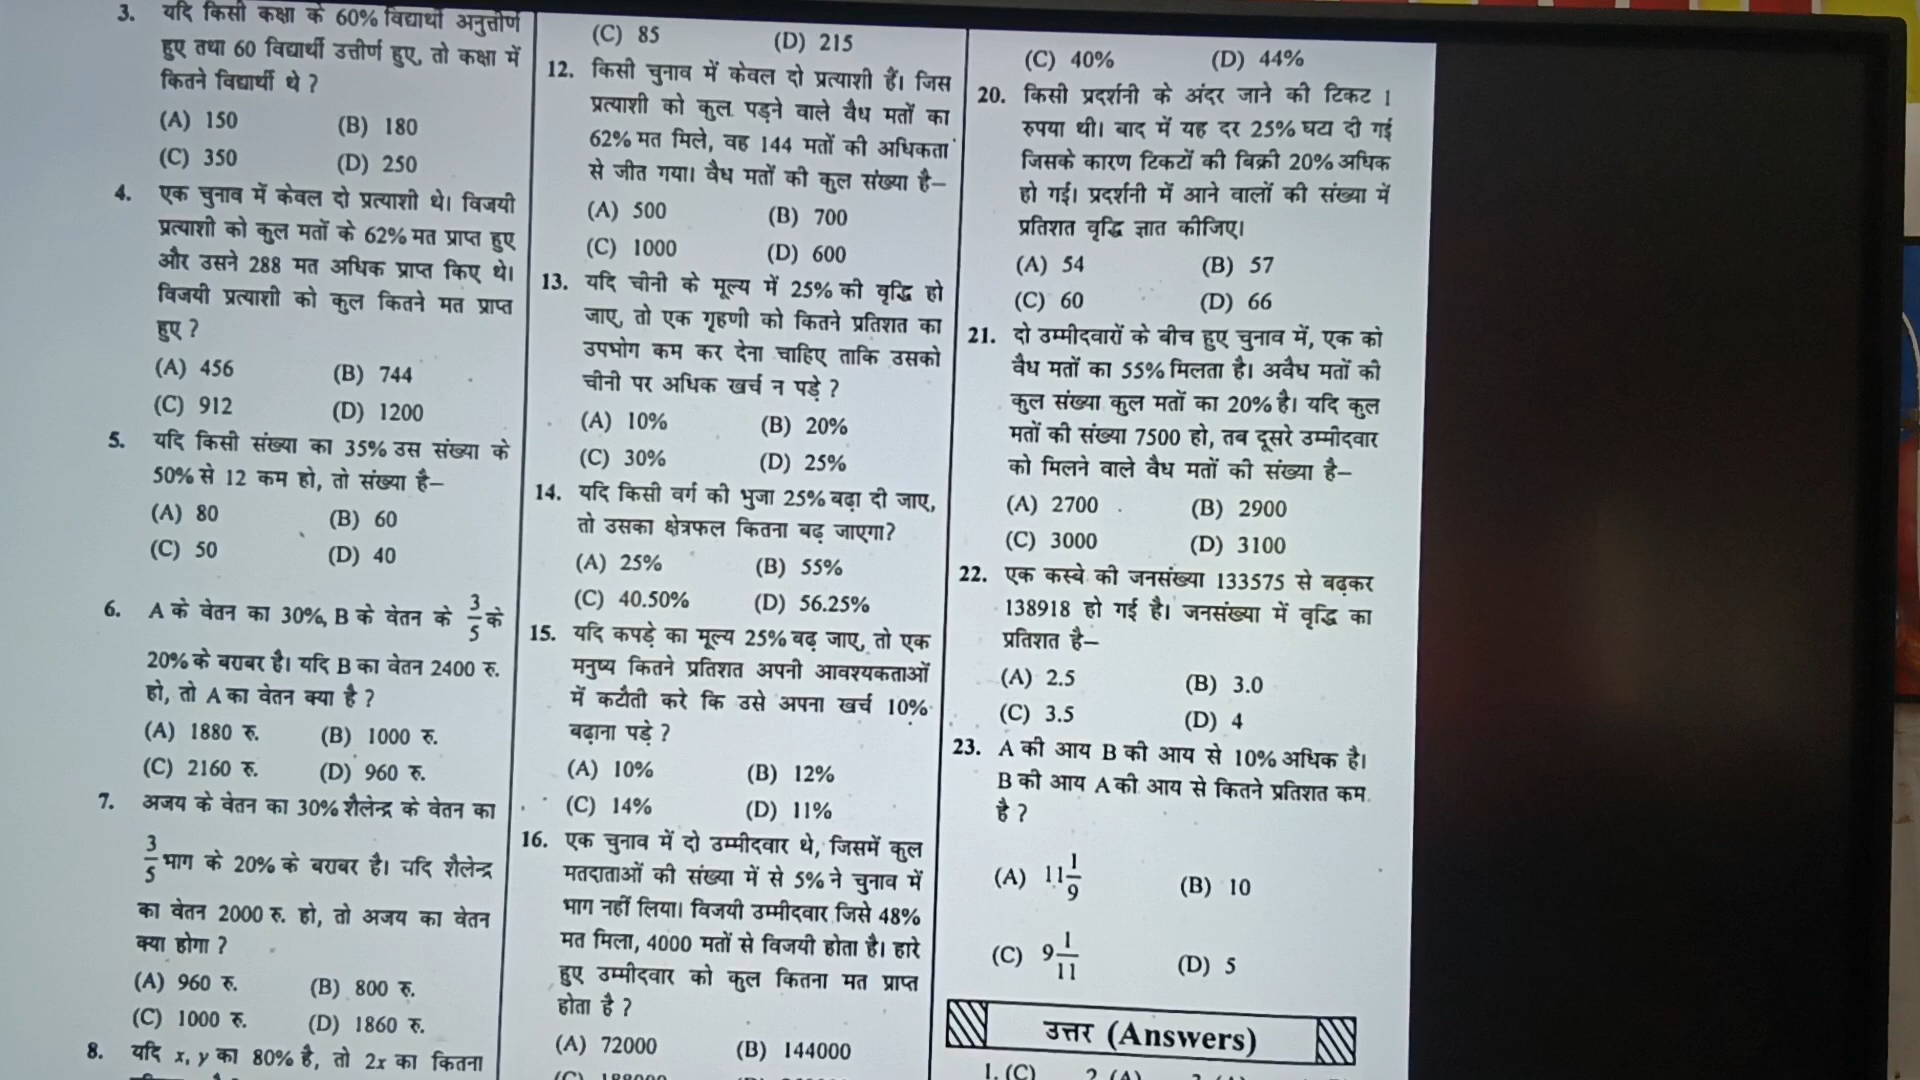 3. यदि किसी कक्षा के 60% विद्यार्थी अनुत्तीर्ण
हुए तथा 60 विद्यार्थी उत्तीर्ण हुए, तो कक्षा में
कितने विद्यार्थी थे ?
(A) 150 (B) 180
(C) 350 (D) 250
4. एक चुनाव में केवल दो प्रत्याशी थे। विजयी
प्रत्याशी को कुल मतों के 62% मत प्राप्त हुए
और उसने 288 मत अधिक प्राप्त किए थे।
विजयी प्रत्याशी को कुल कितने मत प्राप्त
हुए ?
(A) 456 (B) 744
(C) 912 (D) 1200
5. यदि किसी संख्या का 35% उस संख्या के
50% से 12 कम हो, तो संख्या है–
(A) 80 (B) 60
(C) 50 (D) 40
6. A के वेतन का 30%, B के वेतन के 3/5 के
20% के बराबर है। यदि B का वेतन 2400 रु.
हो, तो A का वेतन क्या है ?
(A) 1880 रु. (B) 1000 रु.
(C) 2160 रु. (D) 960 रु.
7. अजय के वेतन का 30% शैलेन्द्र के वेतन का
3/5 भाग के 20% के बराबर है। यदि शैलेन्द्र
का वेतन 2000 रु. हो, तो अजय का वेतन
क्या होगा ?
(A) 960 रु. (B) 800 रु.
(C) 1000 रु. (D) 1860 रु.
8. यदि x, y का 80% है, तो 2x का कितना
(C) 85 (D) 215
12. किसी चुनाव में केवल दो प्रत्याशी हैं। जिस
प्रत्याशी को कुल पड़ने वाले वैध मतों का
62% मत मिले, वह 144 मतों की अधिकता
से जीत गया। वैध मतों की कुल संख्या है–
(A) 500 (B) 700
(C) 1000 (D) 600
13. यदि चीनी के मूल्य में 25% की वृद्धि हो
जाए, तो एक गृहणी को कितने प्रतिशत का
उपभोग कम कर देना चाहिए ताकि उसको
चीनी पर अधिक खर्च न पड़े ?
(A) 10% (B) 20%
(C) 30% (D) 25%
14. यदि किसी वर्ग की भुजा 25% बढ़ा दी जाए,
तो उसका क्षेत्रफल कितना बढ़ जाएगा?
(A) 25% (B) 55%
(C) 40.50% (D) 56.25%
15. यदि कपड़े का मूल्य 25% बढ़ जाए, तो एक
मनुष्य कितने प्रतिशत अपनी आवश्यकताओं
में कटौती करे कि उसे अपना खर्च 10%
बढ़ाना पड़े ?
(A) 10% (B) 12%
(C) 14% (D) 11%
16. एक चुनाव में दो उम्मीदवार थे, जिसमें कुल
मतदाताओं की संख्या में से 5% ने चुनाव में
भाग नहीं लिया। विजयी उम्मीदवार जिसे 48%
मत मिला, 4000 मतों से विजयी होता है। हारे
हुए उम्मीदवार को कुल कितना मत प्राप्त
होता है ?
(A) 72000 (B) 144000
(C) 40% (D) 44%
20. किसी प्रदर्शनी के अंदर जाने की टिकट 1
रुपया थी। बाद में यह दर 25% घटा दी गई
जिसके कारण टिकटों की बिक्री 20% अधिक
हो गई। प्रदर्शनी में आने वालों की संख्या में
प्रतिशत वृद्धि ज्ञात कीजिए।
(A) 54 (B) 57
(C) 60 (D) 66
21. दो उम्मीदवारों के बीच हुए चुनाव में, एक को
वैध मतों का 55% मिलता है। अवैध मतों की
कुल संख्या कुल मतों का 20% है। यदि कुल
मतों की संख्या 7500 हो, तब दूसरे उम्मीदवार
को मिलने वाले वैध मतों की संख्या है–
(A) 2700 (B) 2900
(C) 3000 (D) 3100
22. एक कस्बे की जनसंख्या 133575 से बढ़कर
138918 हो गई है। जनसंख्या में वृद्धि का
प्रतिशत है–
(A) 2.5 (B) 3.0
(C) 3.5 (D) 4
23. A की आय B की आय से 10% अधिक है।
B की आय A की आय से कितने प्रतिशत कम
है ?
(A) 11 1/9 (B) 10
(C) 9 1/11 (D) 5
उत्तर (Answers)
1. (C) 2. (A)